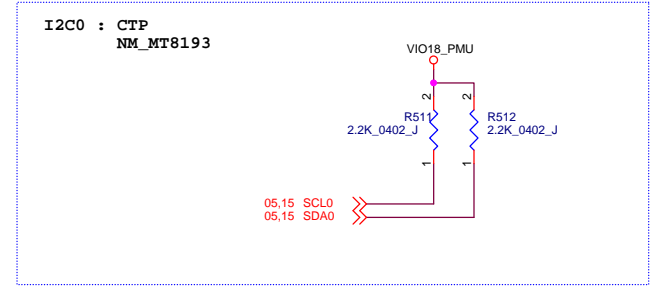 I2C0 : CTP
NM_MT8193
VIO18_PMU
2
2
R511
2.2K_0402_J
R512
2.2K_0402_J
1
1
05,15 SCL0
05,15 SDA0